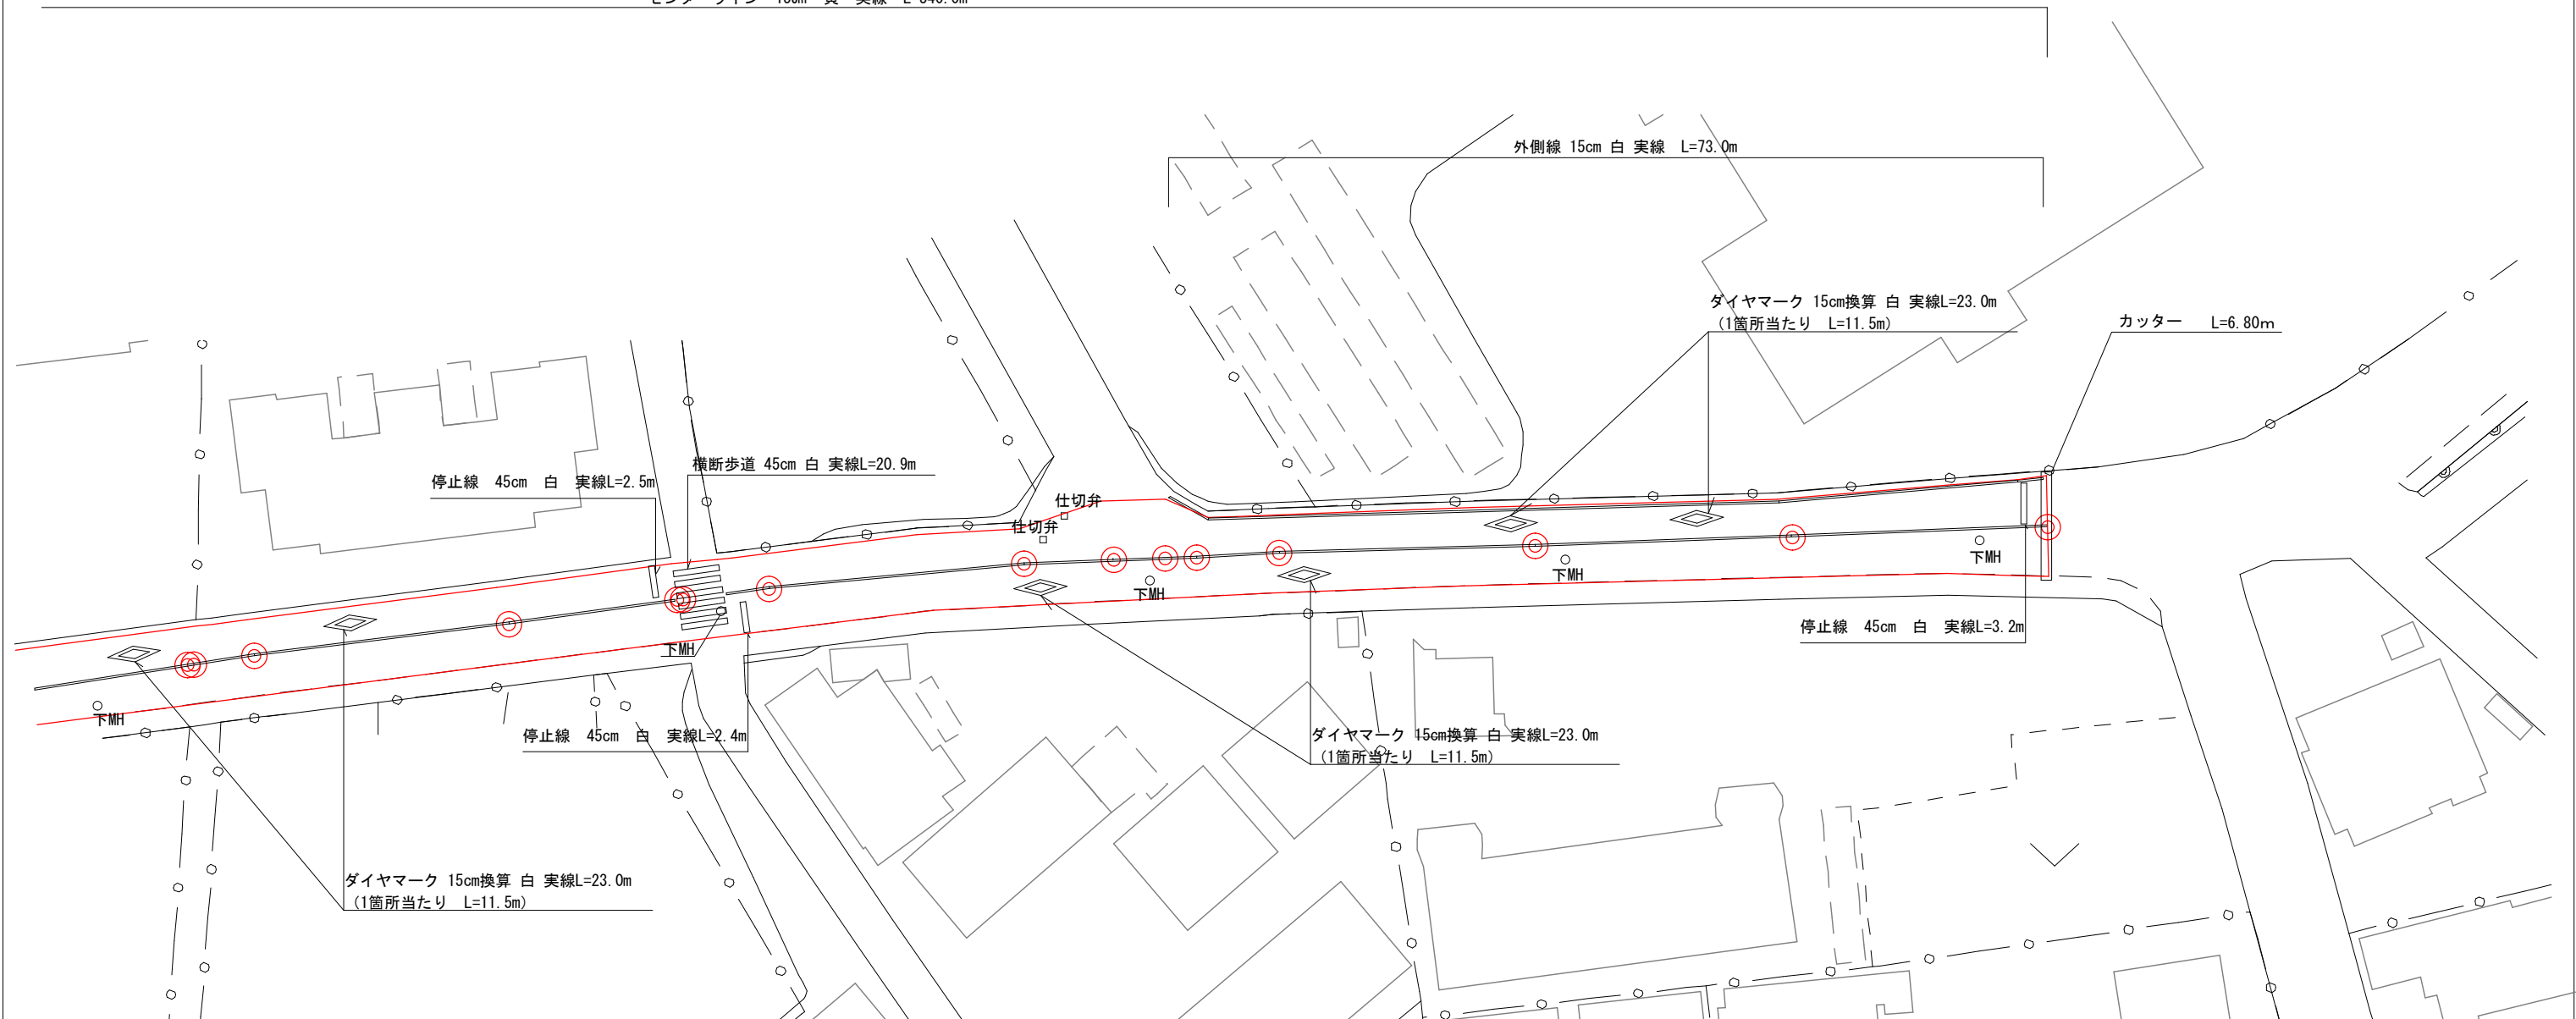 外側線 15cm 白 実線　L=73.0m
ダイヤマーク 15cm換算 白 実線L=23.0m
（1箇所当たり　L=11.5m）
カッター　　L=6.80m
横断歩道 45cm 白 実線L=20.9m
停止線　45cm　白　実線L=2.5m
仕切弁
仕切弁
下MH
下MH
下MH
停止線　45cm　白　実線L=3.2m
下MH
下MH
停止線　45cm　白　実線L=2.4m
ダイヤマーク 15cm換算 白 実線L=23.0m
（1箇所当たり　L=11.5m）
ダイヤマーク 15cm換算 白 実線L=23.0m
（1箇所当たり　L=11.5m）